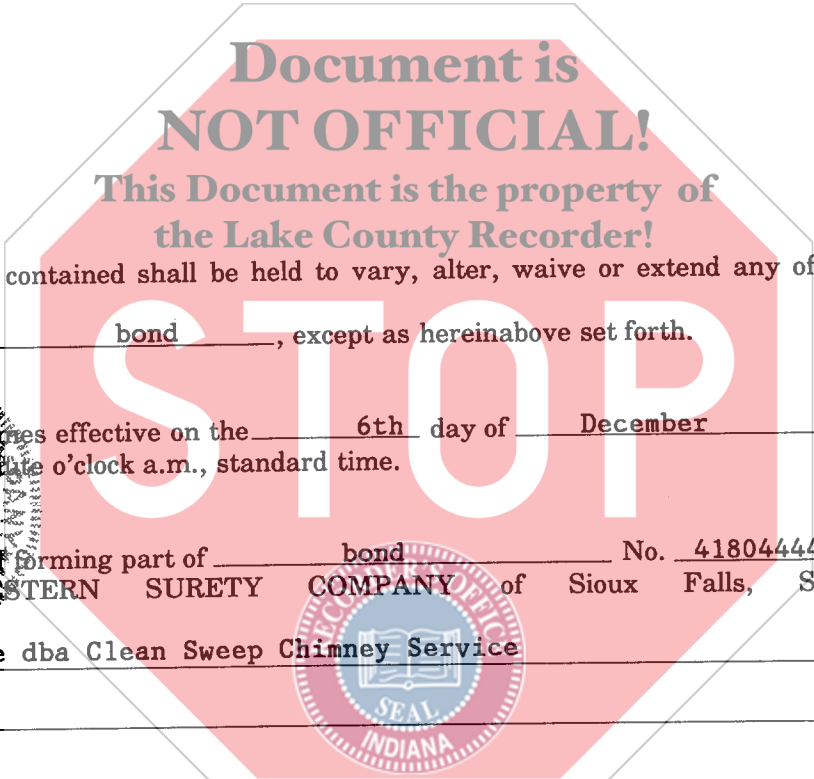 Document is
NOT OFFICIAL!
This Document is the property of
the Lake County Recorder!
contained shall be held to vary, alter, waive or extend any of
bond, except as hereinabove set forth.
effective on the 6th day of December
o'clock a.m., standard time.
STOP
forming part of bond No. 41804444
STERN SURETY COMPANY of Sioux Falls, S
dba Clean Sweep Chimney Service
RECORDER'S OFFICE
SEAL
INDIANA